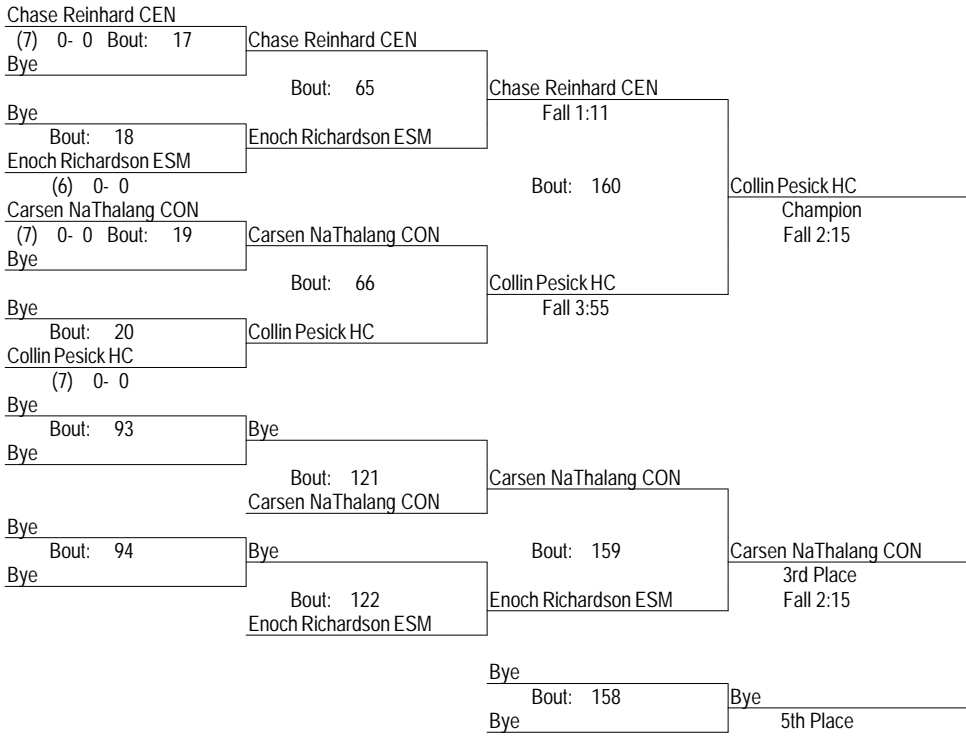 Chase Reinhard CEN
(7) 0- 0 Bout: 17
Bye
Chase Reinhard CEN
Bout: 65
Chase Reinhard CEN
Fall 1:11
Bye
Bout: 18
Enoch Richardson ESM
(6) 0- 0
Enoch Richardson ESM
Bout: 160
Collin Pesick HC
Champion
Fall 2:15
Carsen NaThalang CON
(7) 0- 0 Bout: 19
Bye
Carsen NaThalang CON
Bout: 66
Collin Pesick HC
Fall 3:55
Bye
Bout: 20
Collin Pesick HC
(7) 0- 0
Collin Pesick HC
Bye
Bout: 93
Bye
Bye
Bout: 121
Carsen NaThalang CON
Carsen NaThalang CON
Bye
Bout: 94
Bye
Bye
Bout: 122
Enoch Richardson ESM
Bout: 159
Enoch Richardson ESM
Carsen NaThalang CON
3rd Place
Fall 2:15
Bye
Bout: 158
Bye
Bye
5th Place